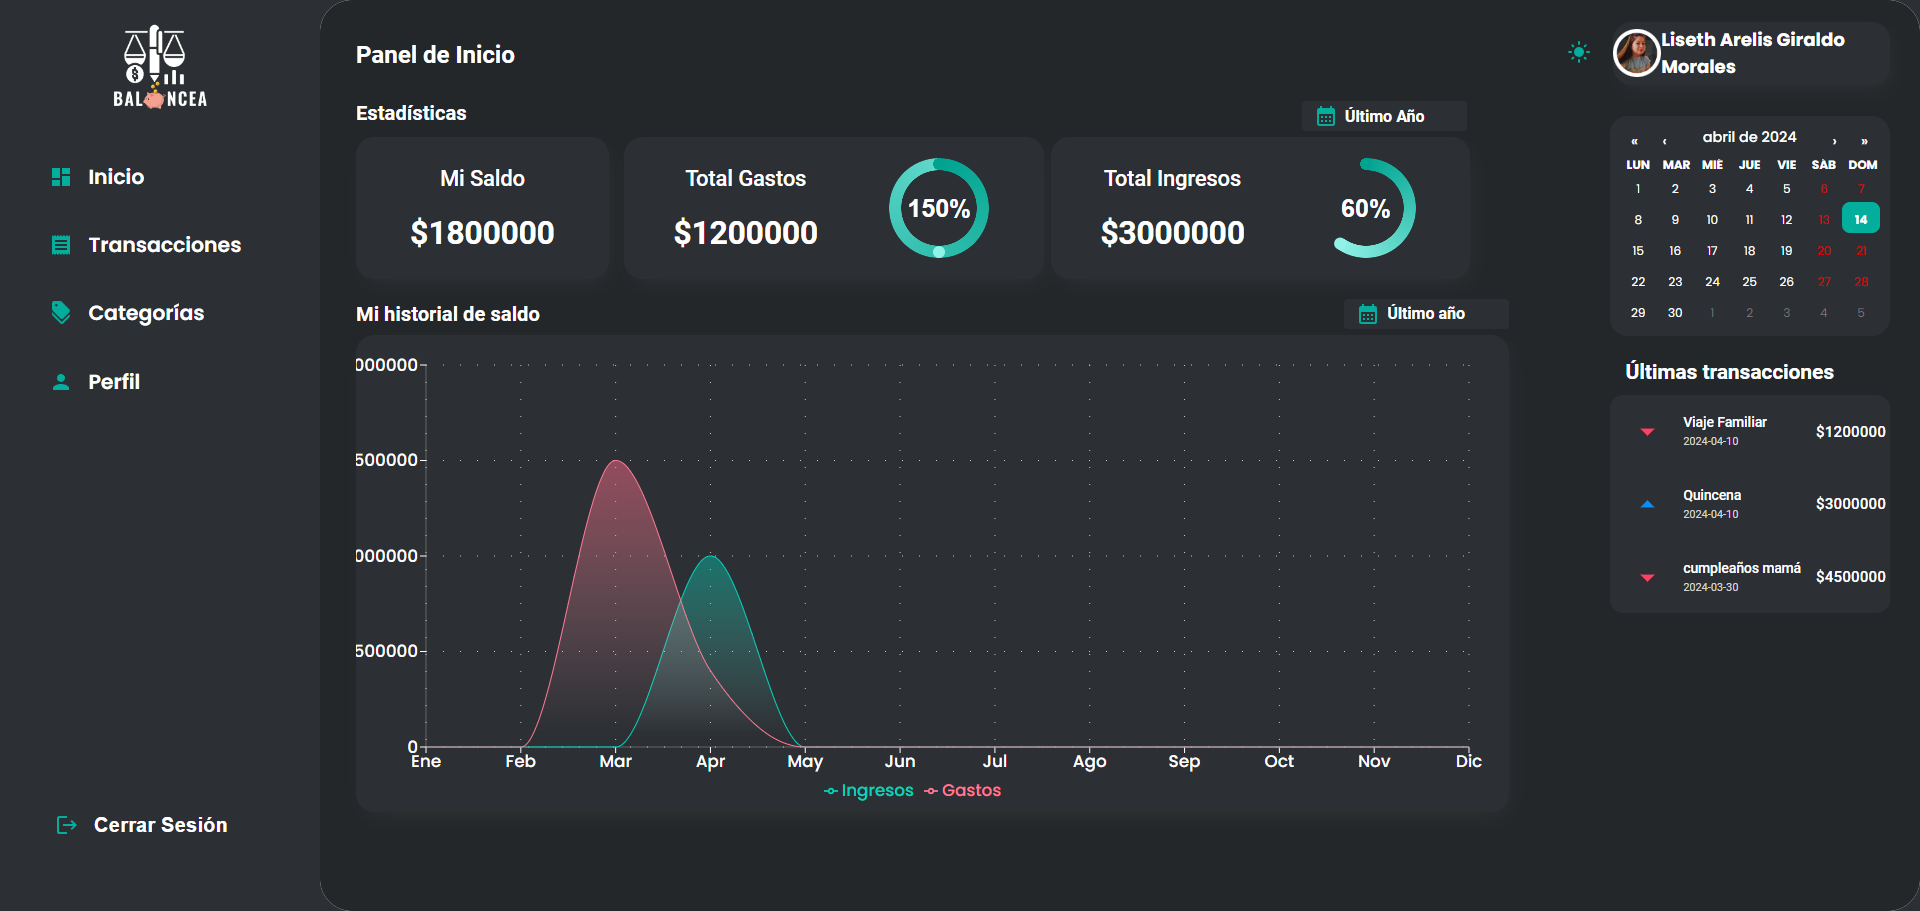 BALANCEA
Inicio
Transacciones
Categorías
Perfil
Cerrar Sesión
Panel de Inicio
Estadísticas
Último Año
Mi Saldo
$1800000
Total Gastos
$1200000
150%
Total Ingresos
$3000000
60%
Mi historial de saldo
Último año
000000
500000
000000
500000
0
Ene Feb Mar Apr May Jun Jul Ago Sep Oct Nov Dic
Ingresos Gastos
Liseth Arelis Giraldo
Morales
« ‹ abril de 2024 › »
LUN MAR MIÉ JUE VIE SÁB DOM
1 2 3 4 5 6 7
8 9 10 11 12 13 14
15 16 17 18 19 20 21
22 23 24 25 26 27 28
29 30 1 2 3 4 5
Últimas transacciones
Viaje Familiar
2024-04-10
$1200000
Quincena
2024-04-10
$3000000
cumpleaños mamá
2024-03-30
$4500000